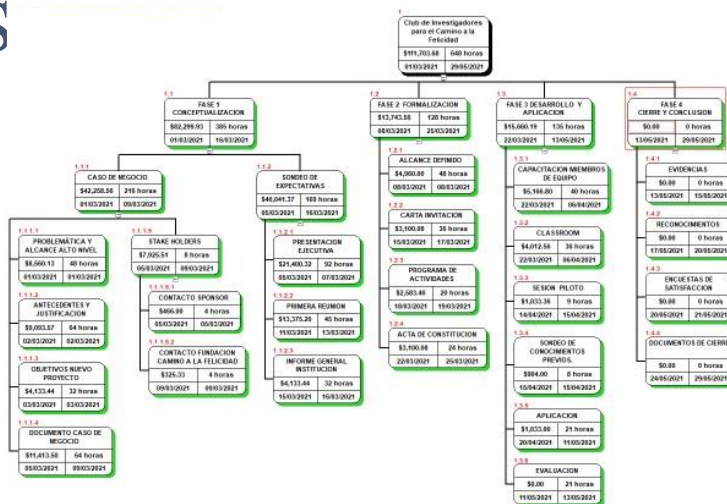 S
1
Club de Investigadores
para el Camino a la
Felicidad
$111,703.68 648 horas
01/03/2021 29/05/2021
1.1
FASE 1
CONCEPTUALIZACION
$82,299.93 385 horas
01/03/2021 16/03/2021
1.2
FASE 2 FORMALIZACION
$13,743.56 128 horas
08/03/2021 25/03/2021
1.3
FASE 3 DESARROLLO Y
APLICACION
$15,660.19 135 horas
22/03/2021 13/05/2021
1.4
FASE 4
CIERRE Y CONCLUSION
$0.00 0 horas
13/05/2021 29/05/2021
1.1.1
CASO DE NEGOCIO
$42,258.56 216 horas
01/03/2021 09/03/2021
1.1.2
SONDEO DE
EXPECTATIVAS
$40,041.37 169 horas
05/03/2021 16/03/2021
1.1.1.1
PROBLEMÁTICA Y
ALCANCE ALTO NIVEL
$8,560.13 48 horas
01/03/2021 01/03/2021
1.1.1.2
ANTECEDENTES Y
JUSTIFICACION
$9,093.57 64 horas
02/03/2021 02/03/2021
1.1.1.3
OBJETIVOS NUEVO
PROYECTO
$4,133.44 32 horas
03/03/2021 03/03/2021
1.1.1.4
DOCUMENTO CASO DE
NEGOCIO
$11,413.58 64 horas
05/03/2021 09/03/2021
1.1.1.5
STAKE HOLDERS
$7,925.51 8 horas
05/03/2021 09/03/2021
1.1.1.5.1
CONTACTO SPONSOR
$466.00 4 horas
05/03/2021 05/03/2021
1.1.1.5.2
CONTACTO FUNDACION
CAMINO A LA FELICIDAD
$325.33 4 horas
09/03/2021 09/03/2021
1.1.2.1
PRESENTACION
EJECUTIVA
$21,400.32 92 horas
05/03/2021 07/03/2021
1.1.2.2
PRIMERA REUNION
$13,375.20 45 horas
11/03/2021 13/03/2021
1.1.2.3
INFORME GENERAL
INSTITUCION
$4,133.44 32 horas
15/03/2021 16/03/2021
1.2.1
ALCANCE DEFINIDO
$4,960.00 48 horas
08/03/2021 08/03/2021
1.2.2
CARTA INVITACION
$3,100.08 36 horas
15/03/2021 17/03/2021
1.2.3
PROGRAMA DE
ACTIVIDADES
$2,583.40 20 horas
18/03/2021 19/03/2021
1.2.4
ACTA DE CONSTITUCION
$3,100.08 24 horas
22/03/2021 25/03/2021
1.3.1
CAPACITACION MIEMBROS
DE EQUIPO
$5,166.80 40 horas
22/03/2021 06/04/2021
1.3.2
CLASSROOM
$4,012.56 36 horas
22/03/2021 06/04/2021
1.3.3
SESION PILOTO
$1,033.36 9 horas
14/04/2021 15/04/2021
1.3.4
SONDEO DE
CONOCIMIENTOS
PREVIOS.
$904.00 8 horas
15/04/2021 15/04/2021
1.3.5
APLICACION
$1,033.00 21 horas
20/04/2021 11/05/2021
1.3.6
EVALUACION
$0.00 21 horas
11/05/2021 13/05/2021
1.4.1
EVIDENCIAS
$0.00 0 horas
13/05/2021 15/05/2021
1.4.2
RECONOCIMIENTOS
$0.00 0 horas
17/05/2021 20/05/2021
1.4.3
ENCUESTAS DE
SATISFACCION
$0.00 0 horas
20/05/2021 21/05/2021
1.4.4
DOCUMENTOS DE CIERRE
$0.00 0 horas
24/05/2021 29/05/2021